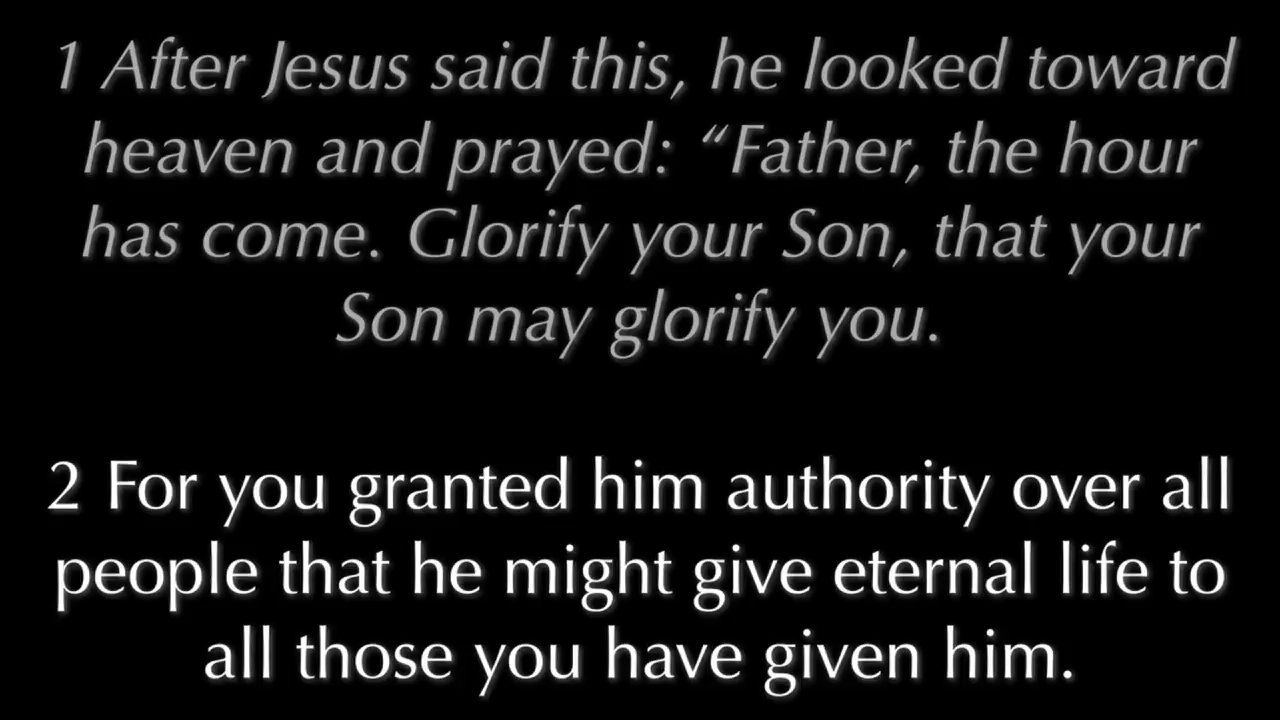 1 After Jesus said this, he looked toward
heaven and prayed: “Father, the hour
has come. Glorify your Son, that your
Son may glorify you.
2 For you granted him authority over all
people that he might give eternal life to
all those you have given him.